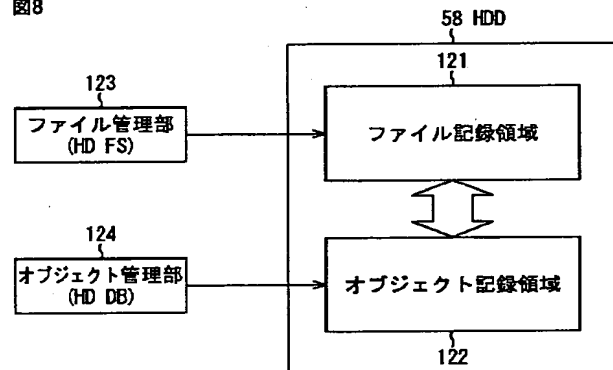 図8
58 HDD
121
ファイル記録領域
123
ファイル管理部
(HD FS)
124
オブジェクト管理部
(HD DB)
オブジェクト記録領域
122